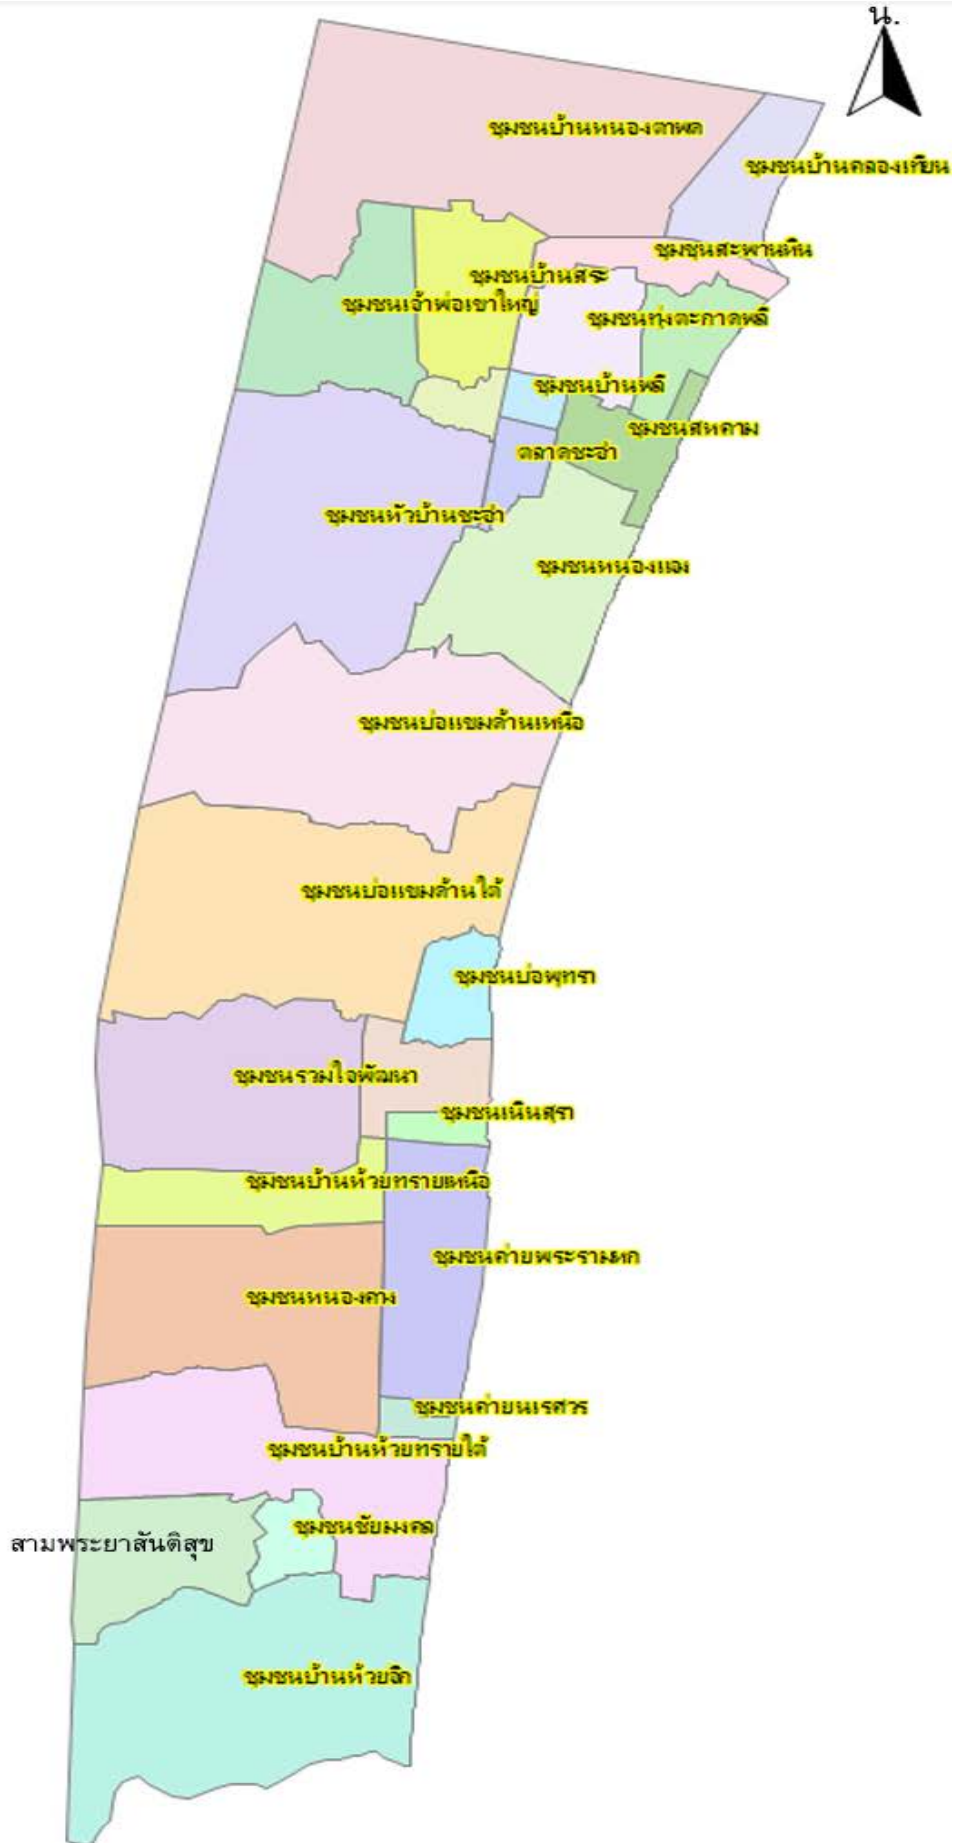 น.
ชุมชนบ้านหนองตาพด
ชุมชนบ้านคลองเทียน
ชุมชนสะพานหิน
ชุมชนบ้านสระ
ชุมชนเจ้าพ่อเขาใหญ่
ชุมชนทุ่งตะกาดพลี
ชุมชนบ้านพลี
ชุมชนสหคาม
ตลาดชะอำ
ชุมชนหัวบ้านชะอำ
ชุมชนหนองแจง
ชุมชนบ่อแขมด้านเหนือ
ชุมชนบ่อแขมด้านใต้
ชุมชนบ่อพุทรา
ชุมชนรวมใจพัฒนา
ชุมชนเนินสุรา
ชุมชนบ้านห้วยทรายเหนือ
ชุมชนค่ายพระรามหก
ชุมชนหนองคาง
ชุมชนค่ายนเรศวร
ชุมชนบ้านห้วยทรายใต้
ชุมชนชัยมงคล
สามพระยาสันติสุข
ชุมชนบ้านห้วยจิก